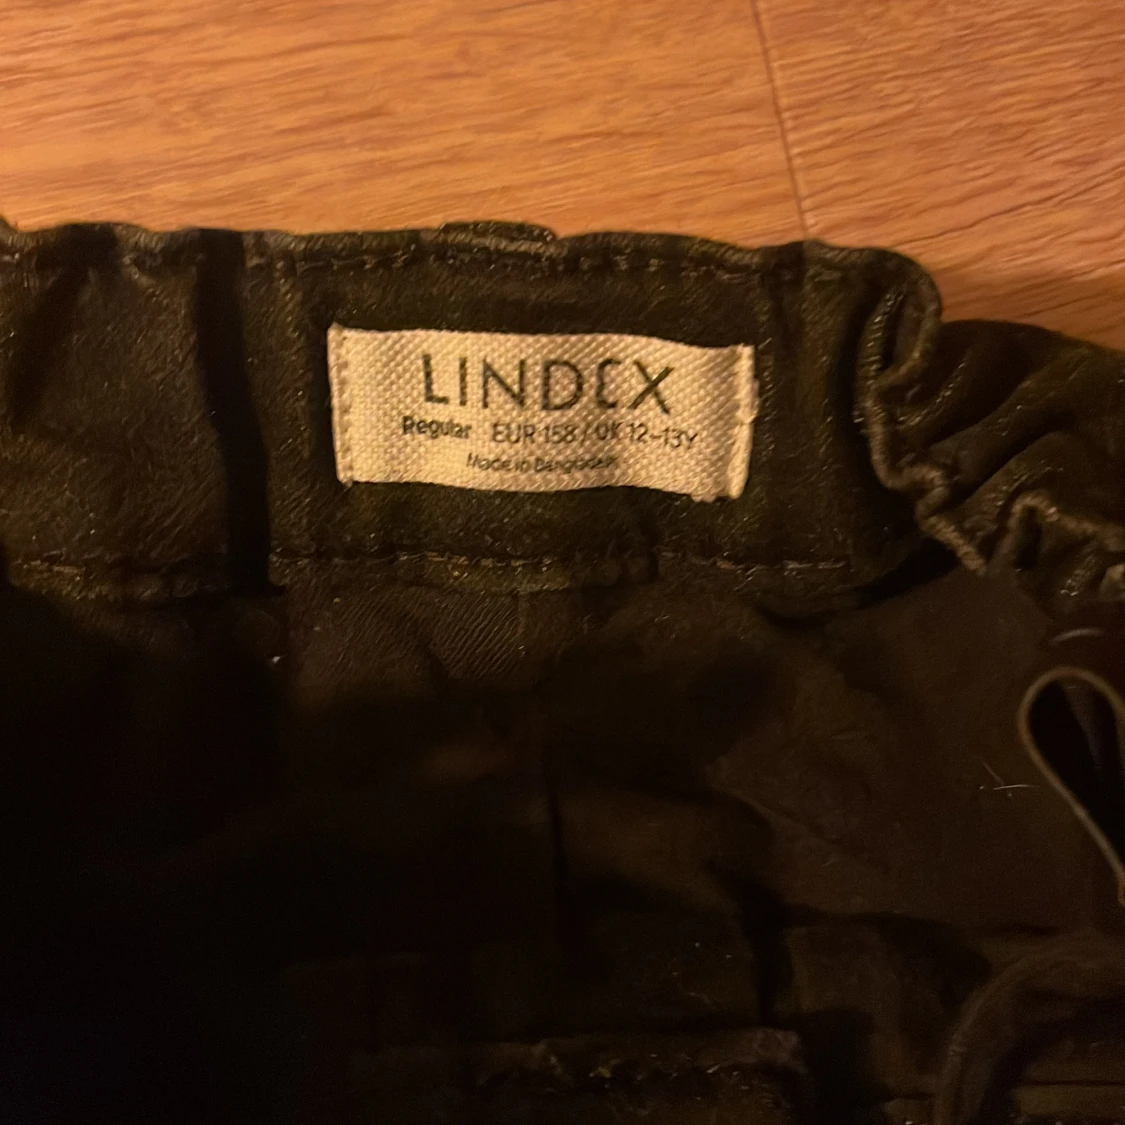 LINDEX
Regular EUR 158 / UK 12-13Y
Made in Bangladesh